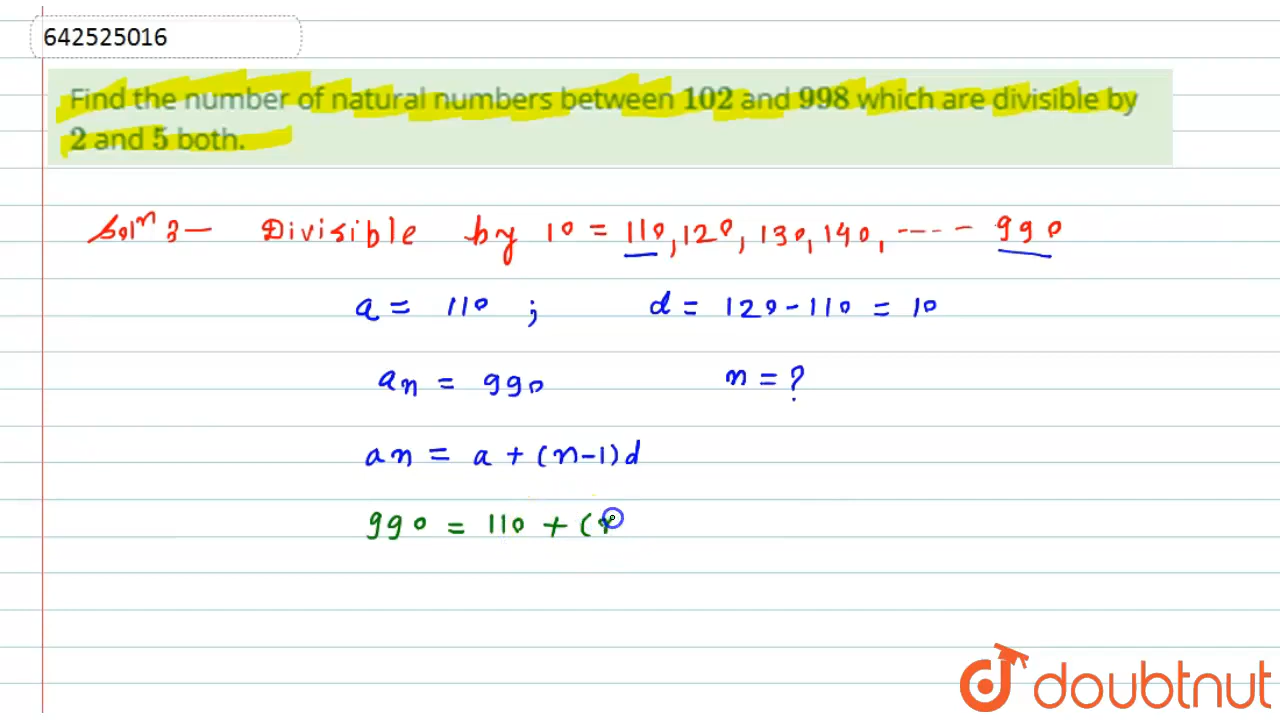 642525016
Find the number of natural numbers between 102 and 998 which are divisible by
2 and 5 both.
Solⁿ :- Divisible by 10 = 110, 120, 130, 140, ----- 990
a = 110 ; d = 120 - 110 = 10
an = 990 n = ?
an = a + (n-1)d
990 = 110 + (
doubtnut